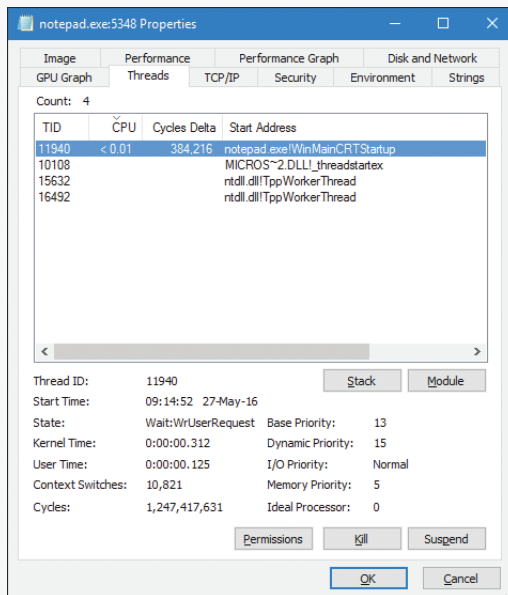 notepad.exe:5348 Properties
Image Performance Performance Graph Disk and Network
GPU Graph Threads TCP/IP Security Environment Strings
Count: 4
TID CPU Cycles Delta Start Address
11940 < 0.01 384,216 notepad.exe!WinMainCRTStartup
10108 MICROS~2.DLL!_threadstartex
15632 ntdll.dll!TppWorkerThread
16492 ntdll.dll!TppWorkerThread
Thread ID: 11940 Stack Module
Start Time: 09:14:52 27-May-16
State: Wait:WrUserRequest Base Priority: 13
Kernel Time: 0:00:00.312 Dynamic Priority: 15
User Time: 0:00:00.125 I/O Priority: Normal
Context Switches: 10,821 Memory Priority: 5
Cycles: 1,247,417,631 Ideal Processor: 0
Permissions Kill Suspend
OK Cancel